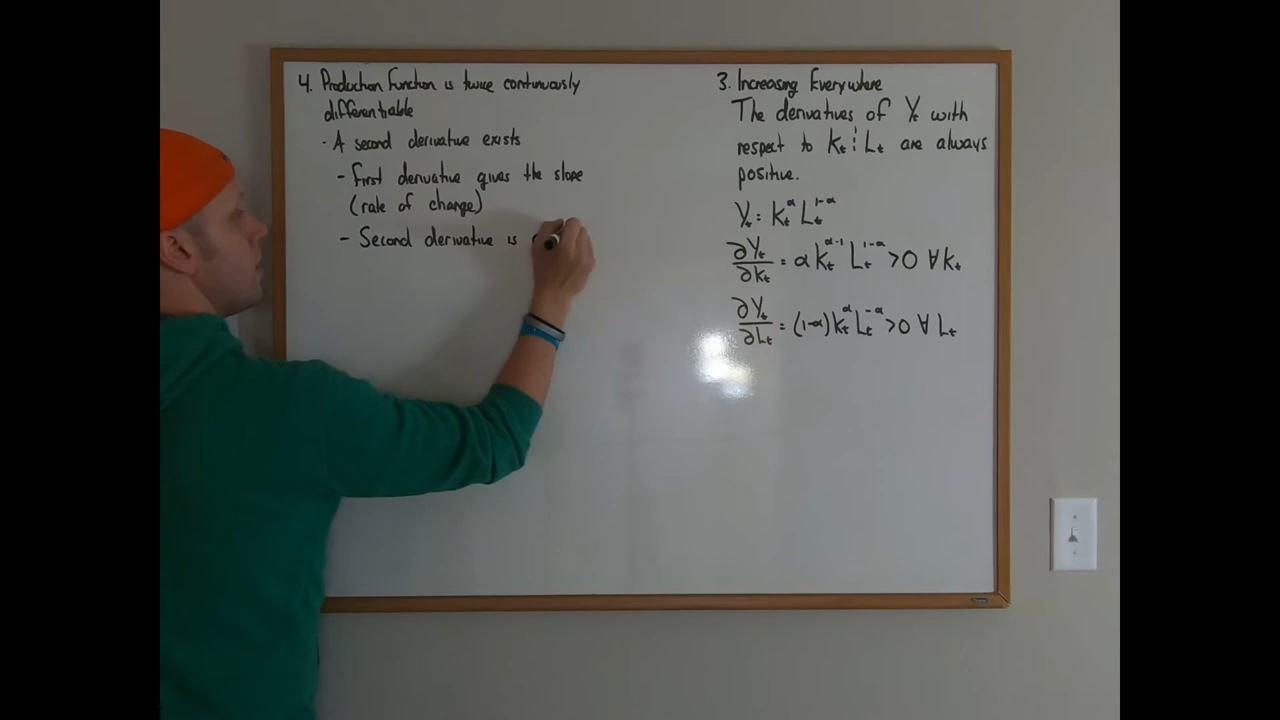 4. Production Function is twice continuously
differentiable
· A second derivative exists
- First derivative gives the slope
(rate of change)
- Second derivative is
3. Increasing Everywhere
The derivatives of Yₜ with
respect to Kₜ ¦ Lₜ are always
positive.
Yₜ = Kₜ^α Lₜ^(1-α)
∂Yₜ/∂Kₜ = αKₜ^(α-1) Lₜ^(1-α) >0 ∀Kₜ
∂Yₜ/∂Lₜ = (1-α)Kₜ^α Lₜ^(-α) >0 ∀ Lₜ